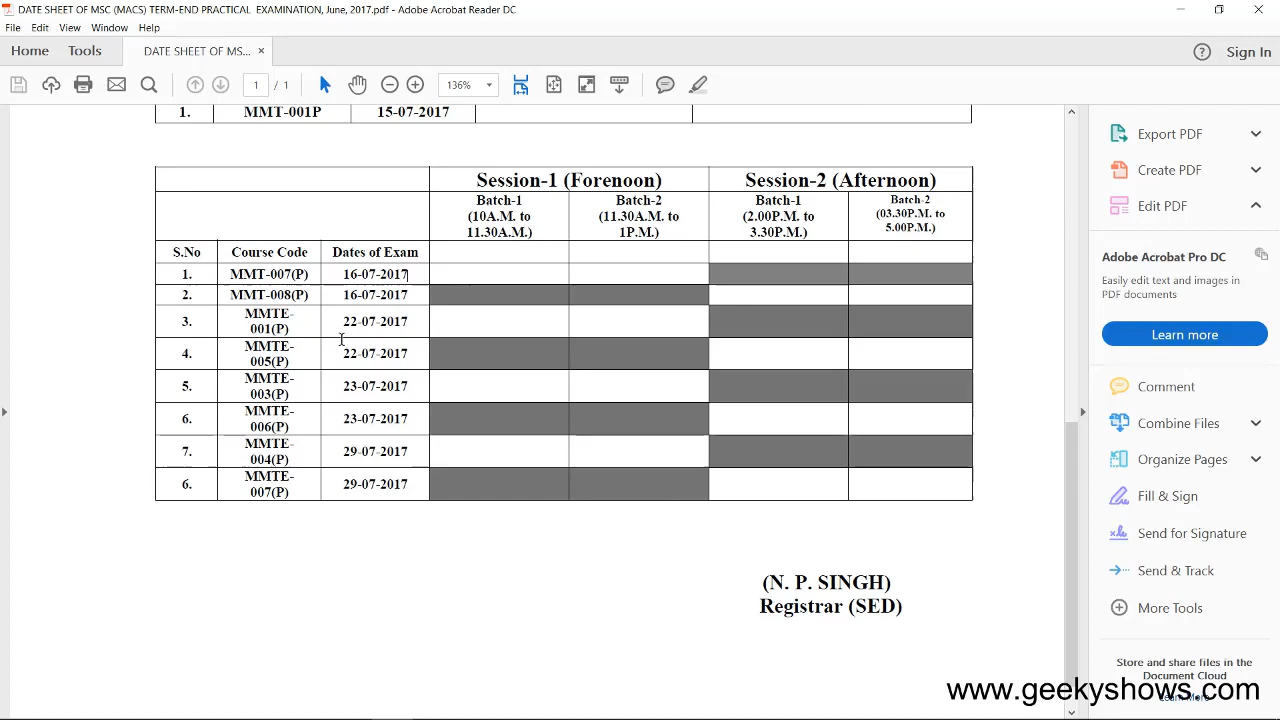 DATE SHEET OF MSC (MACS) TERM-END PRACTICAL EXAMINATION, June, 2017.pdf - Adobe Acrobat Reader DC
File Edit View Window Help
Home Tools DATE SHEET OF MS... × Sign In
1 / 1 136%
1. MMT-001P 15-07-2017
Session-1 (Forenoon) Session-2 (Afternoon)
Batch-1 Batch-2 Batch-1 Batch-2
(10A.M. to (11.30A.M. to (2.00P.M. to (03.30P.M. to
11.30A.M.) 1P.M.) 3.30P.M.) 5.00P.M.)
S.No Course Code Dates of Exam
1. MMT-007(P) 16-07-2017
2. MMT-008(P) 16-07-2017
3. MMTE-
001(P) 22-07-2017
4. MMTE-
005(P) 22-07-2017
5. MMTE-
003(P) 23-07-2017
6. MMTE-
006(P) 23-07-2017
7. MMTE-
004(P) 29-07-2017
6. MMTE-
007(P) 29-07-2017
(N. P. SINGH)
Registrar (SED)
Export PDF
Create PDF
Edit PDF
Adobe Acrobat Pro DC
Easily edit text and images in
PDF documents
Learn more
Comment
Combine Files
Organize Pages
Fill & Sign
Send for Signature
Send & Track
More Tools
Store and share files in the
Document Cloud
Learn More
www.geekyshows.com